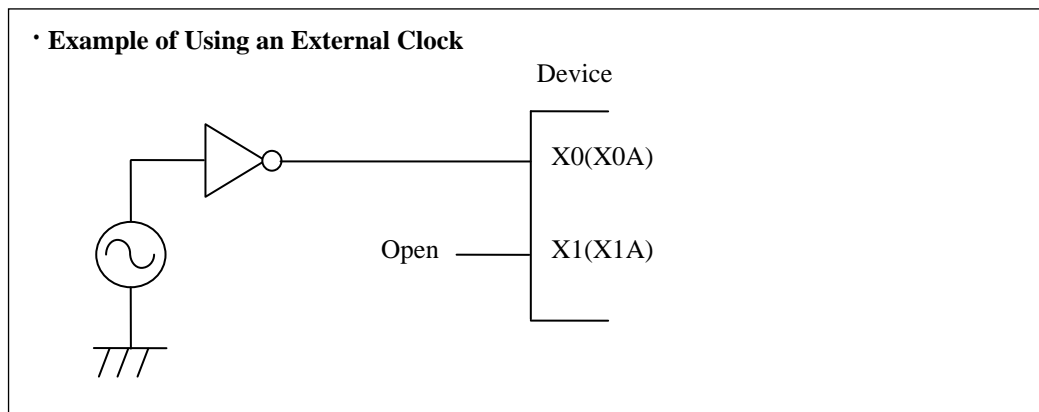 · Example of Using an External Clock
Device
X0(X0A)
Open
X1(X1A)